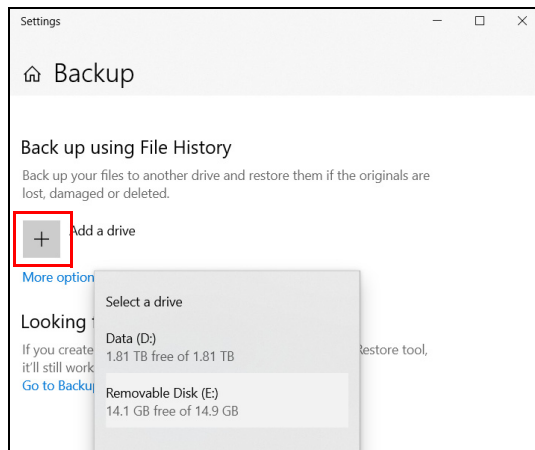 Settings
Backup
Back up using File History
Back up your files to another drive and restore them if the originals are
lost, damaged or deleted.
Add a drive
More option
Select a drive
Looking
Data (D:)
If you create
Restore tool,
1.81 TB free of 1.81 TB
it'll still work
Go to Backu
Removable Disk (E:)
14.1 GB free of 14.9 GB